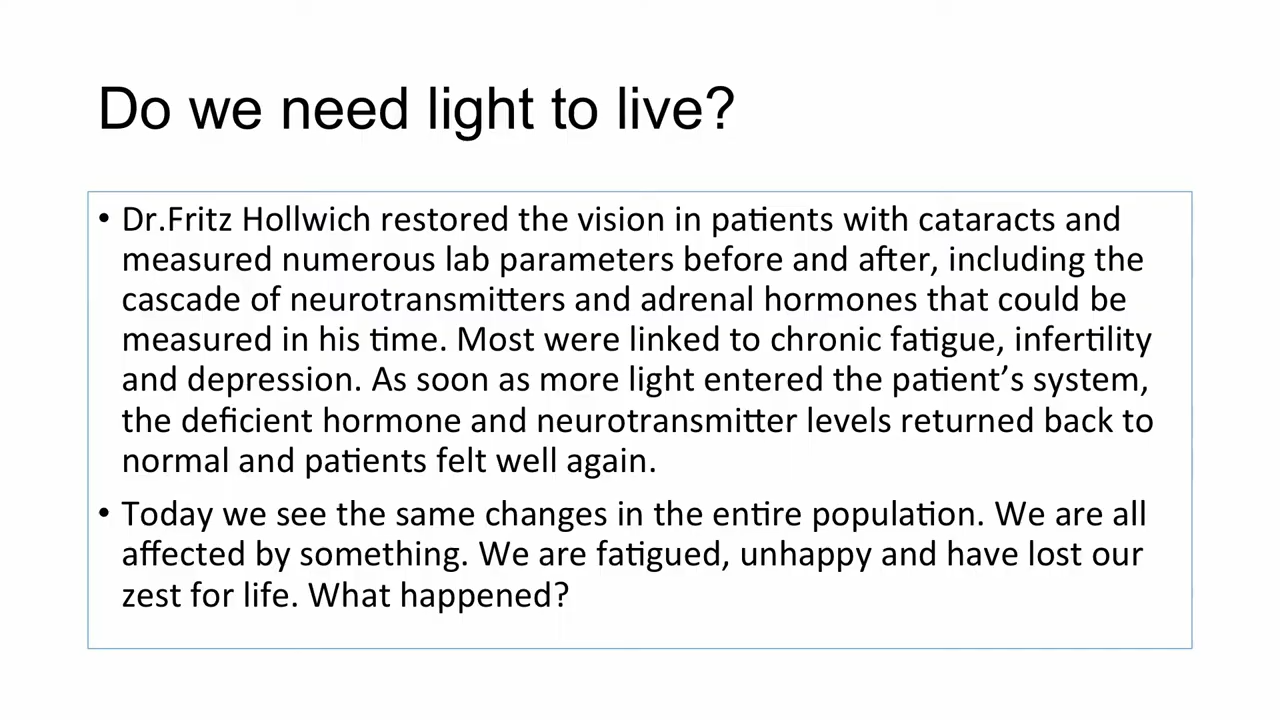 Do we need light to live?
• Dr.Fritz Hollwich restored the vision in patients with cataracts and
measured numerous lab parameters before and after, including the
cascade of neurotransmitters and adrenal hormones that could be
measured in his time. Most were linked to chronic fatigue, infertility
and depression. As soon as more light entered the patient’s system,
the deficient hormone and neurotransmitter levels returned back to
normal and patients felt well again.
• Today we see the same changes in the entire population. We are all
affected by something. We are fatigued, unhappy and have lost our
zest for life. What happened?